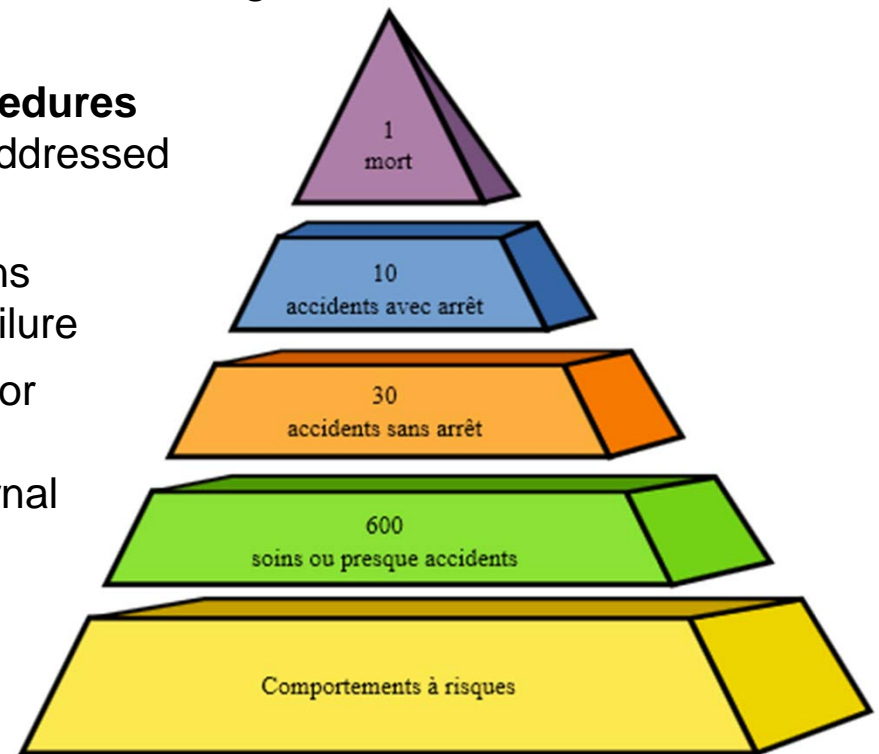 edures
ddressed
ns
ilure
or
rnal
1
mort
10
accidents avec arrêt
30
accidents sans arrêt
600
soins ou presque accidents
Comportements à risques